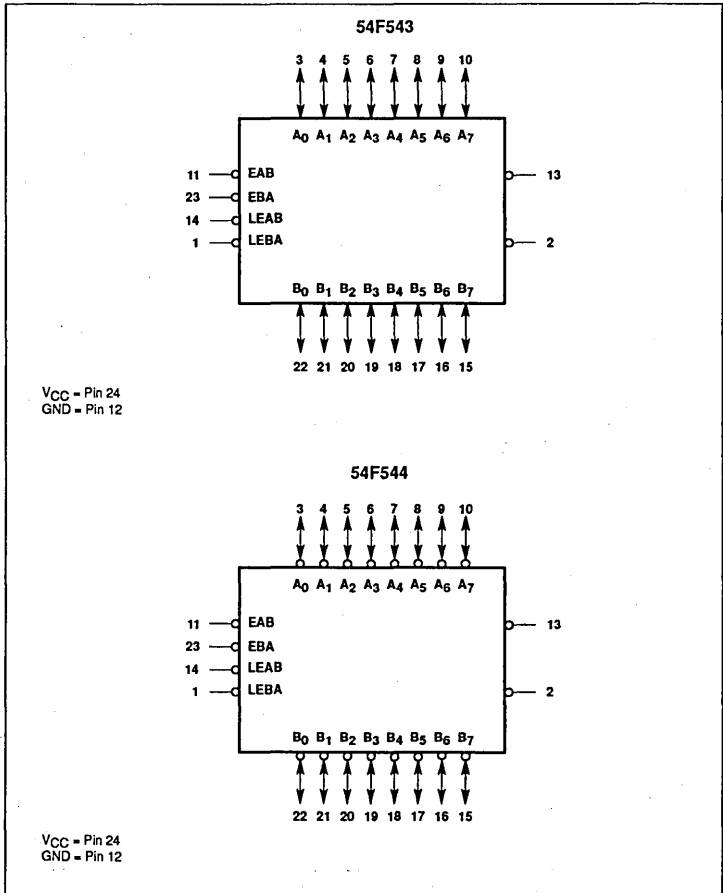 54F543
3 4 5 6 7 8 9 10
A0 A1 A2 A3 A4 A5 A6 A7
11 EAB 13
23 EBA
14 LEAB
1 LEBA 2
B0 B1 B2 B3 B4 B5 B6 B7
22 21 20 19 18 17 16 15
VCC = Pin 24
GND = Pin 12
54F544
3 4 5 6 7 8 9 10
A0 A1 A2 A3 A4 A5 A6 A7
11 EAB 13
23 EBA
14 LEAB
1 LEBA 2
B0 B1 B2 B3 B4 B5 B6 B7
22 21 20 19 18 17 16 15
VCC = Pin 24
GND = Pin 12